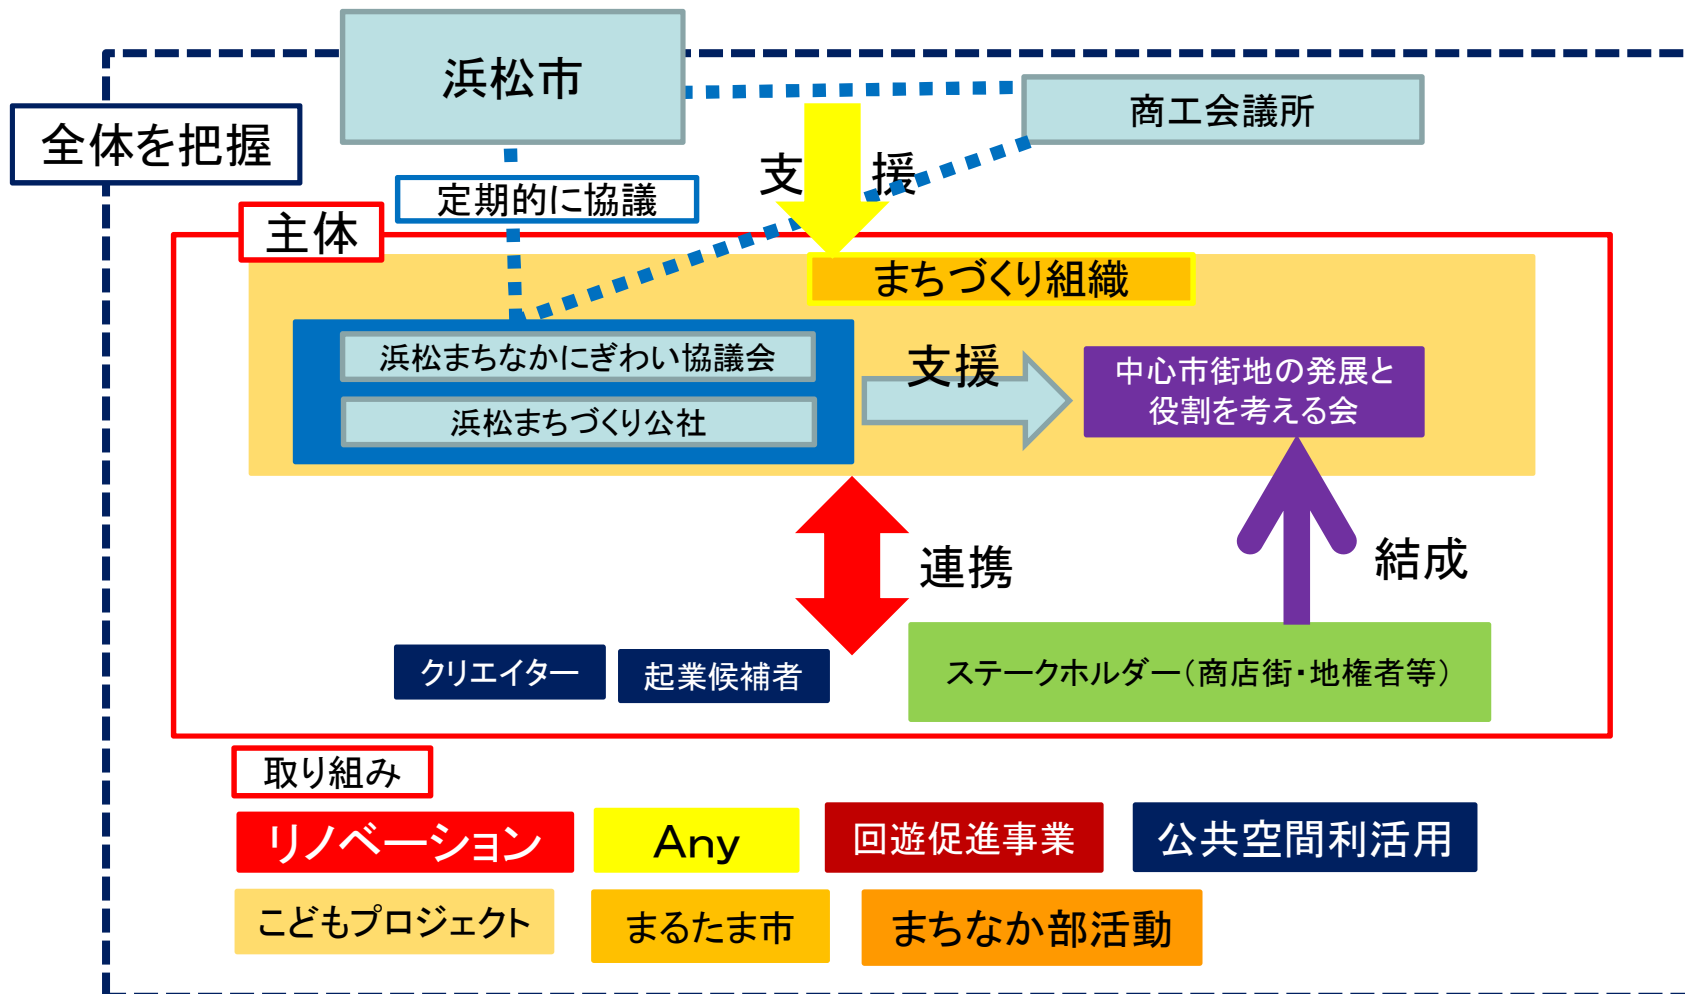 浜松市
商工会議所
全体を把握
支援
定期的に協議
主体
まちづくり組織
浜松まちなかにぎわい協議会
浜松まちづくり公社
支援
中心市街地の発展と
役割を考える会
連携
結成
クリエイター
起業候補者
ステークホルダー(商店街・地権者等)
取り組み
リノベーション
Any
回遊促進事業
公共空間利活用
こどもプロジェクト
まるたま市
まちなか部活動